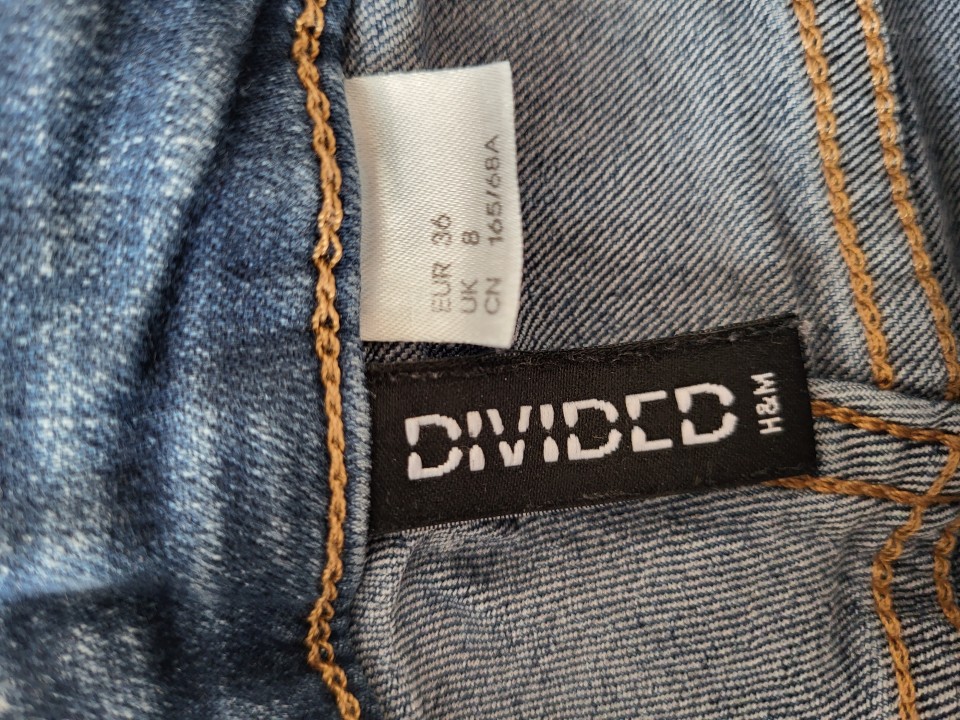 EUR 36
UK 8
CN 165/68A
DIVIDED
H&M